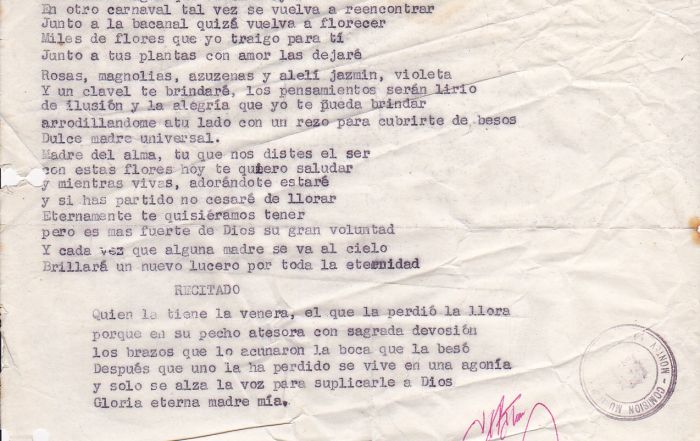 En otro carnaval tal vez se vuelva a reencontrar
Junto a la bacanal quizá vuelva a florecer
Miles de flores que yo traigo para tí
Junto a tus plantas con amor las dejaré
Rosas, magnolias, azuzenas y alelí jazmin, violeta
Y un clavel te brindaré, los pensamientos serán lirio
de ilusión y la alegría que yo te pueda brindar
arrodillandome atu lado con un rezo para cubrirte de besos
Dulce madre universal.
Madre del alma, tu que nos distes el ser
con estas flores hoy te quiero saludar
y mientras vivas, adorándote estaré
y si has partido no cesaré de llorar
Eternamente te quisiéramos tener
pero es mas fuerte de Dios su gran voluntad
Y cada vez que alguna madre se va al cielo
Brillará un nuevo lucero por toda la eternidad
RECITADO
Quien la tiene la venera, el que la perdió la llora
porque en su pecho atesora con sagrada devosión
los brazos que lo acunaron la boca que la besó
Después que uno la ha perdido se vive en una agonía
y solo se alza la voz para suplicarle a Dios
Gloria eterna madre mía.
COMISION